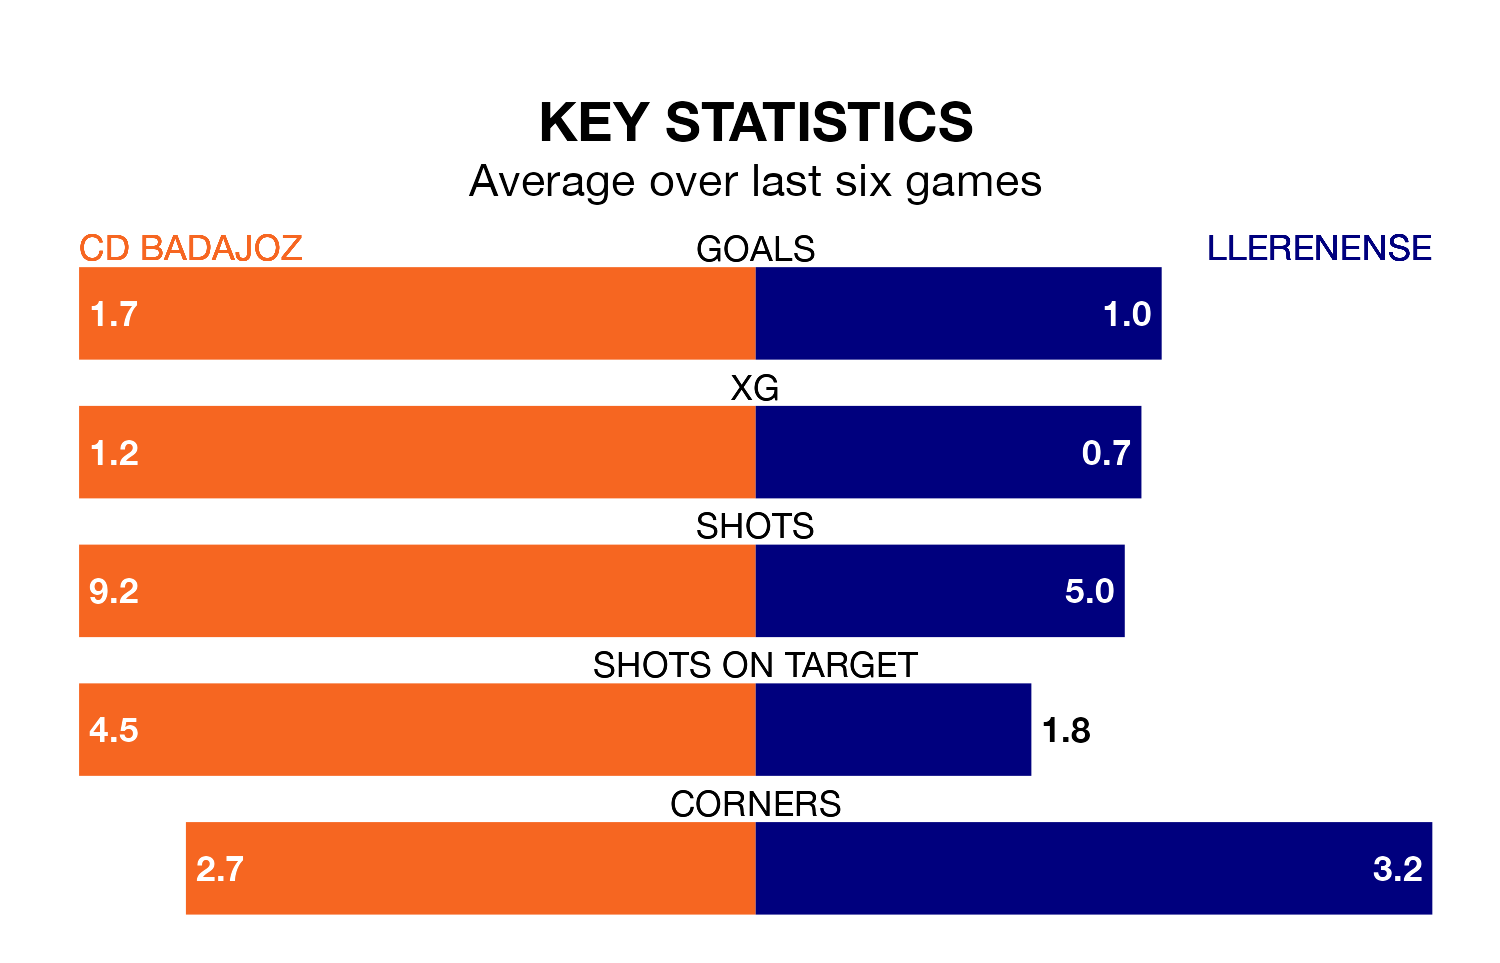 KEY STATISTICS
Average over last six games
CD BADAJOZ GOALS LLERENENSE
1.7 1.0
XG
1.2 0.7
SHOTS
9.2 5.0
SHOTS ON TARGET
4.5 1.8
CORNERS
2.7 3.2